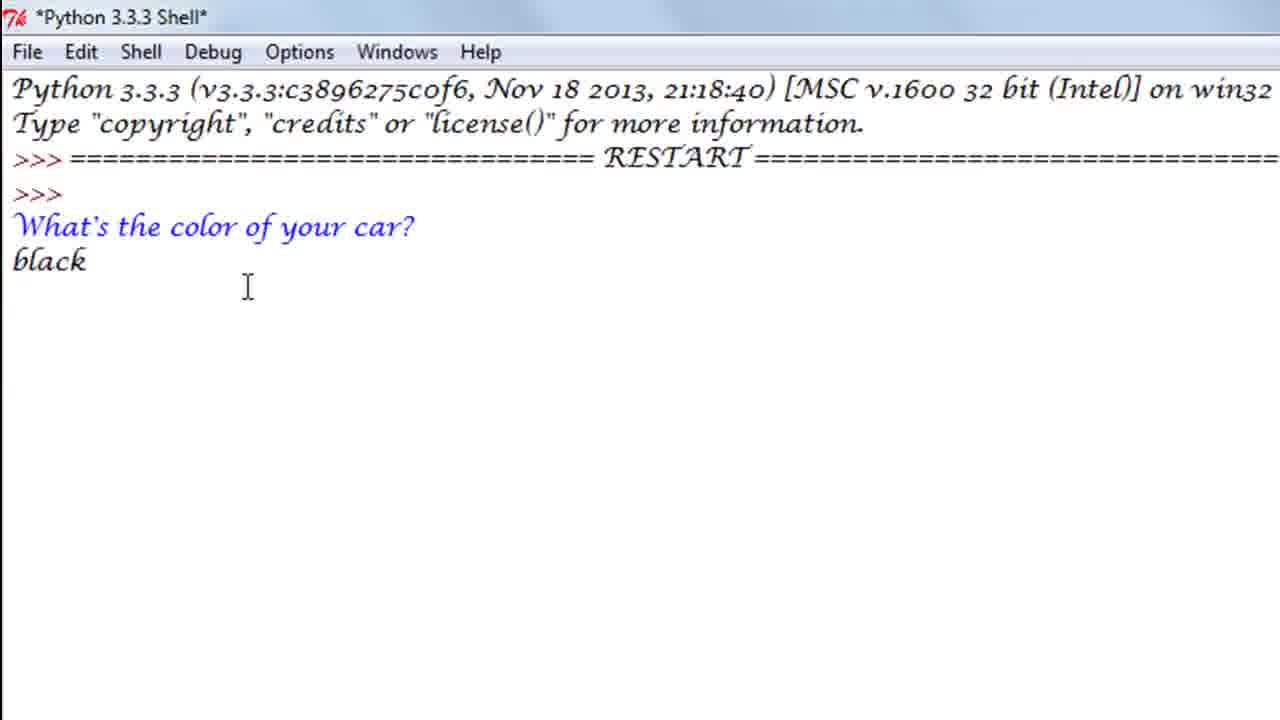 *Python 3.3.3 Shell*
File Edit Shell Debug Options Windows Help
Python 3.3.3 (v3.3.3:c3896275c0f6, Nov 18 2013, 21:18:40) [MSC v.1600 32 bit (Intel)] on win32
Type "copyright", "credits" or "license()" for more information.
>>> ================================ RESTART ================================
>>>
What's the color of your car?
black